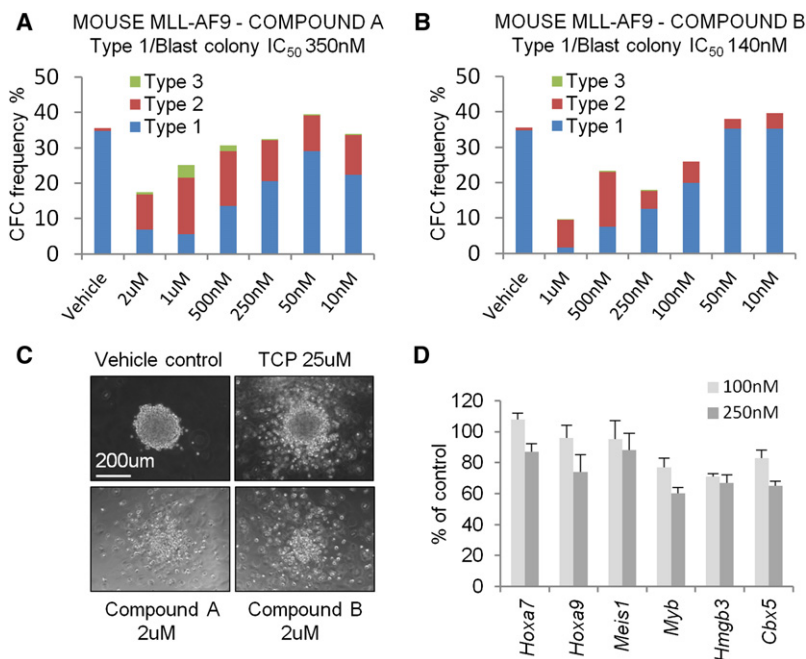 A
MOUSE MLL-AF9 - COMPOUND A
Type 1/Blast colony IC50 350nM
CFC frequency %
50
40
30
20
10
0
Type 3
Type 2
Type 1
Vehicle
2uM
1uM
500nM
250nM
50nM
10nM
B
MOUSE MLL-AF9 - COMPOUND B
Type 1/Blast colony IC50 140nM
CFC frequency %
50
40
30
20
10
0
Type 3
Type 2
Type 1
Vehicle
1uM
500nM
250nM
100nM
50nM
10nM
C
Vehicle control
TCP 25uM
200um
Compound A
2uM
Compound B
2uM
D
% of control
120
100
80
60
40
20
0
100nM
250nM
Hoxa7
Hoxa9
Meis1
Myb
Hmgb3
Cbx5